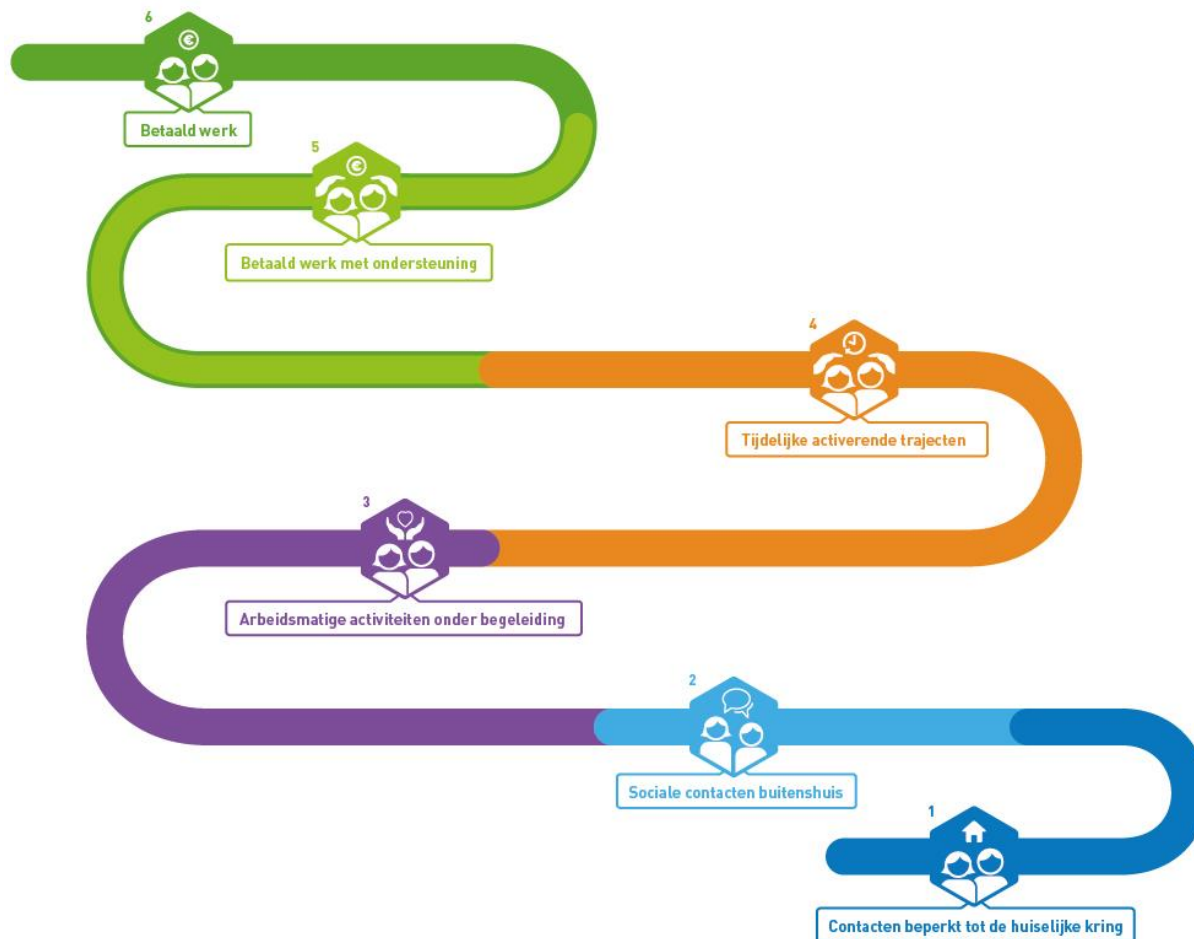 6
Betaald werk
5
Betaald werk met ondersteuning
4
Tijdelijke activerende trajecten
3
Arbeidsmatige activiteiten onder begeleiding
2
Sociale contacten buitenshuis
1
Contacten beperkt tot de huiselijke kring